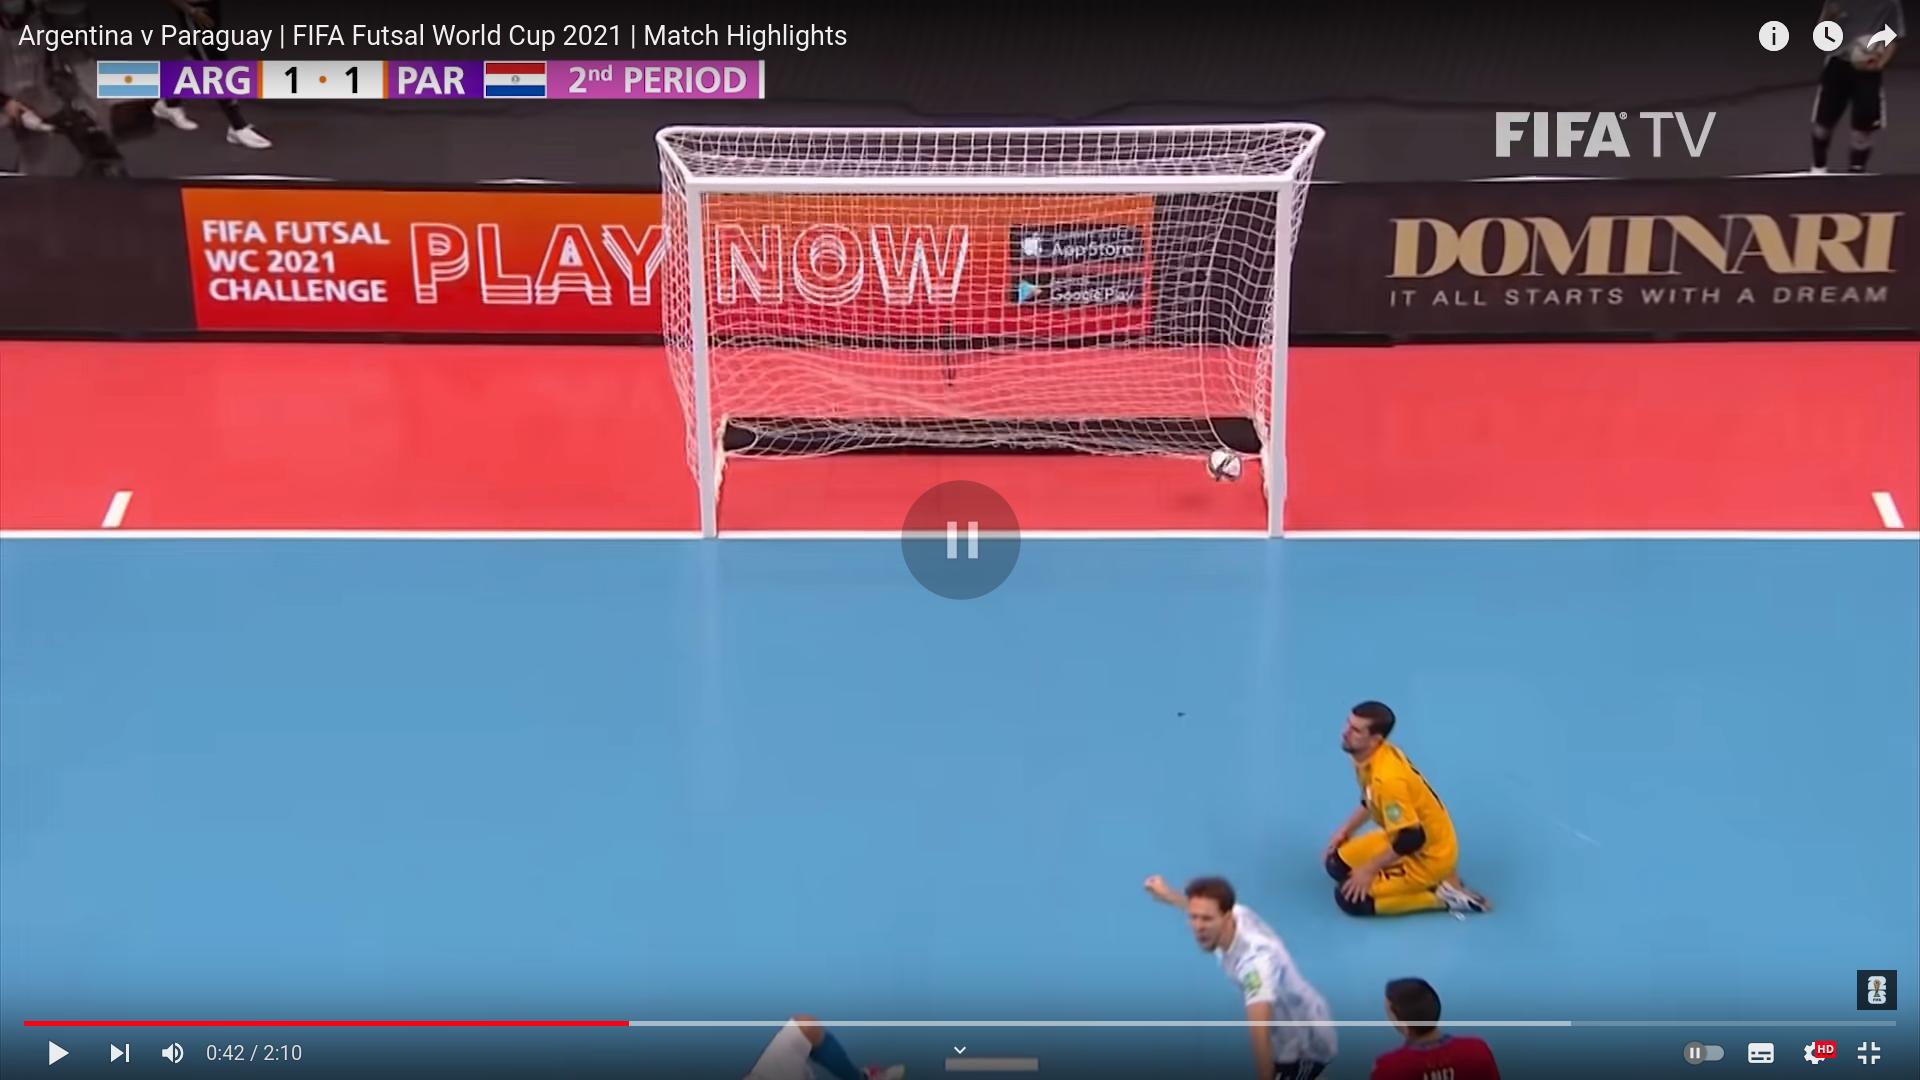 Argentina v Paraguay | FIFA Futsal World Cup 2021 | Match Highlights
ARG 1 · 1 PAR 2nd PERIOD
FIFA® TV
FIFA FUTSAL
WC 2021
CHALLENGE
PLAY NOW
App Store
Google Play
DOMINARI
IT ALL STARTS WITH A DREAM
0:42 / 2:10
HD